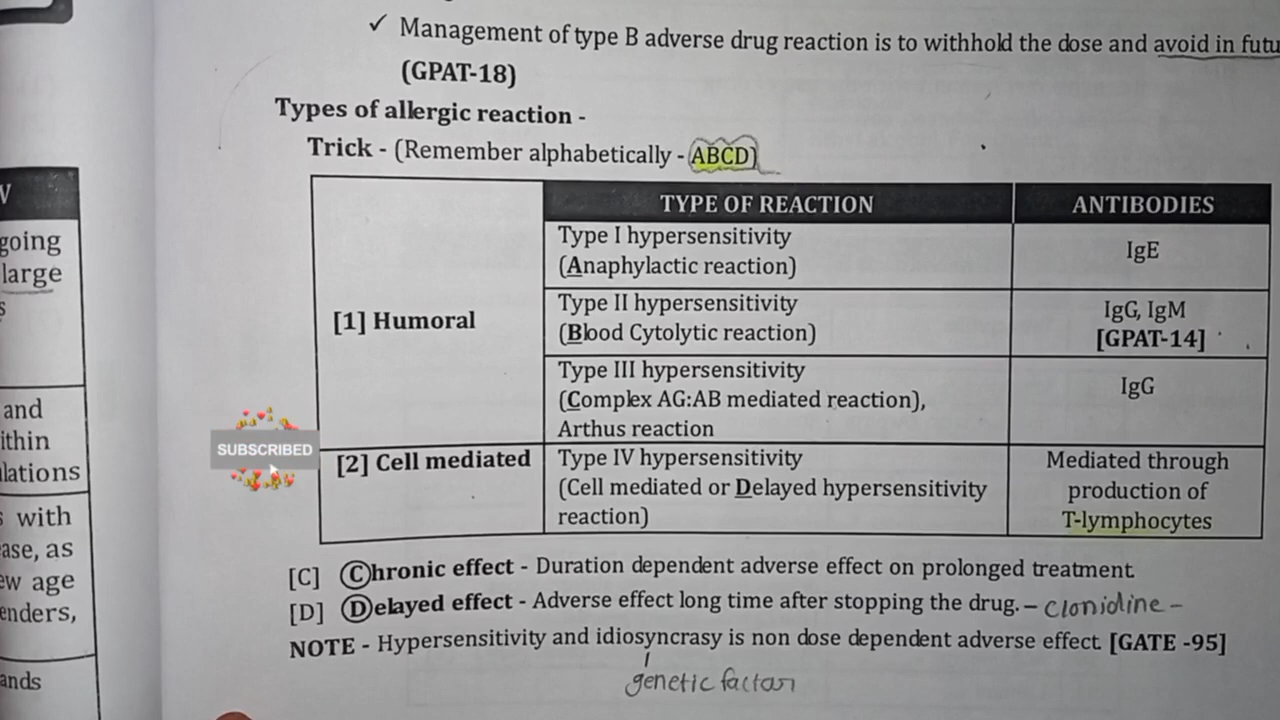 ✓ Management of type B adverse drug reaction is to withhold the dose and avoid in futu
(GPAT-18)
Types of allergic reaction -
Trick - (Remember alphabetically - ABCD)
TYPE OF REACTION
ANTIBODIES
[1] Humoral
Type I hypersensitivity
(Anaphylactic reaction)
IgE
Type II hypersensitivity
(Blood Cytolytic reaction)
IgG, IgM
[GPAT-14]
Type III hypersensitivity
(Complex AG:AB mediated reaction),
Arthus reaction
IgG
[2] Cell mediated
Type IV hypersensitivity
(Cell mediated or Delayed hypersensitivity
reaction)
Mediated through
production of
T-lymphocytes
[C] Chronic effect - Duration dependent adverse effect on prolonged treatment.
[D] Delayed effect - Adverse effect long time after stopping the drug. - Clonidine -
NOTE - Hypersensitivity and idiosyncrasy is non dose dependent adverse effect. [GATE -95]
genetic factor
SUBSCRIBED
going
large
and
ithin
lations
with
ase, as
ew age
enders,
ands